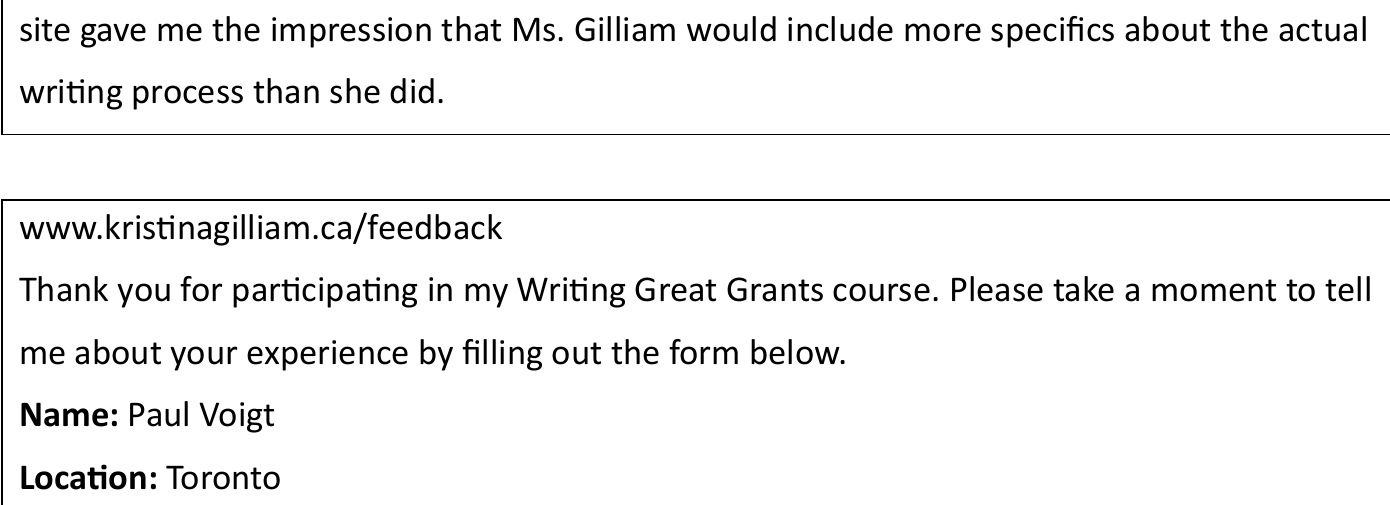 site gave me the impression that Ms. Gilliam would include more specifics about the actual
writing process than she did.
www.kristinagilliam.ca/feedback
Thank you for participating in my Writing Great Grants course. Please take a moment to tell
me about your experience by filling out the form below.
Name: Paul Voigt
Location: Toronto